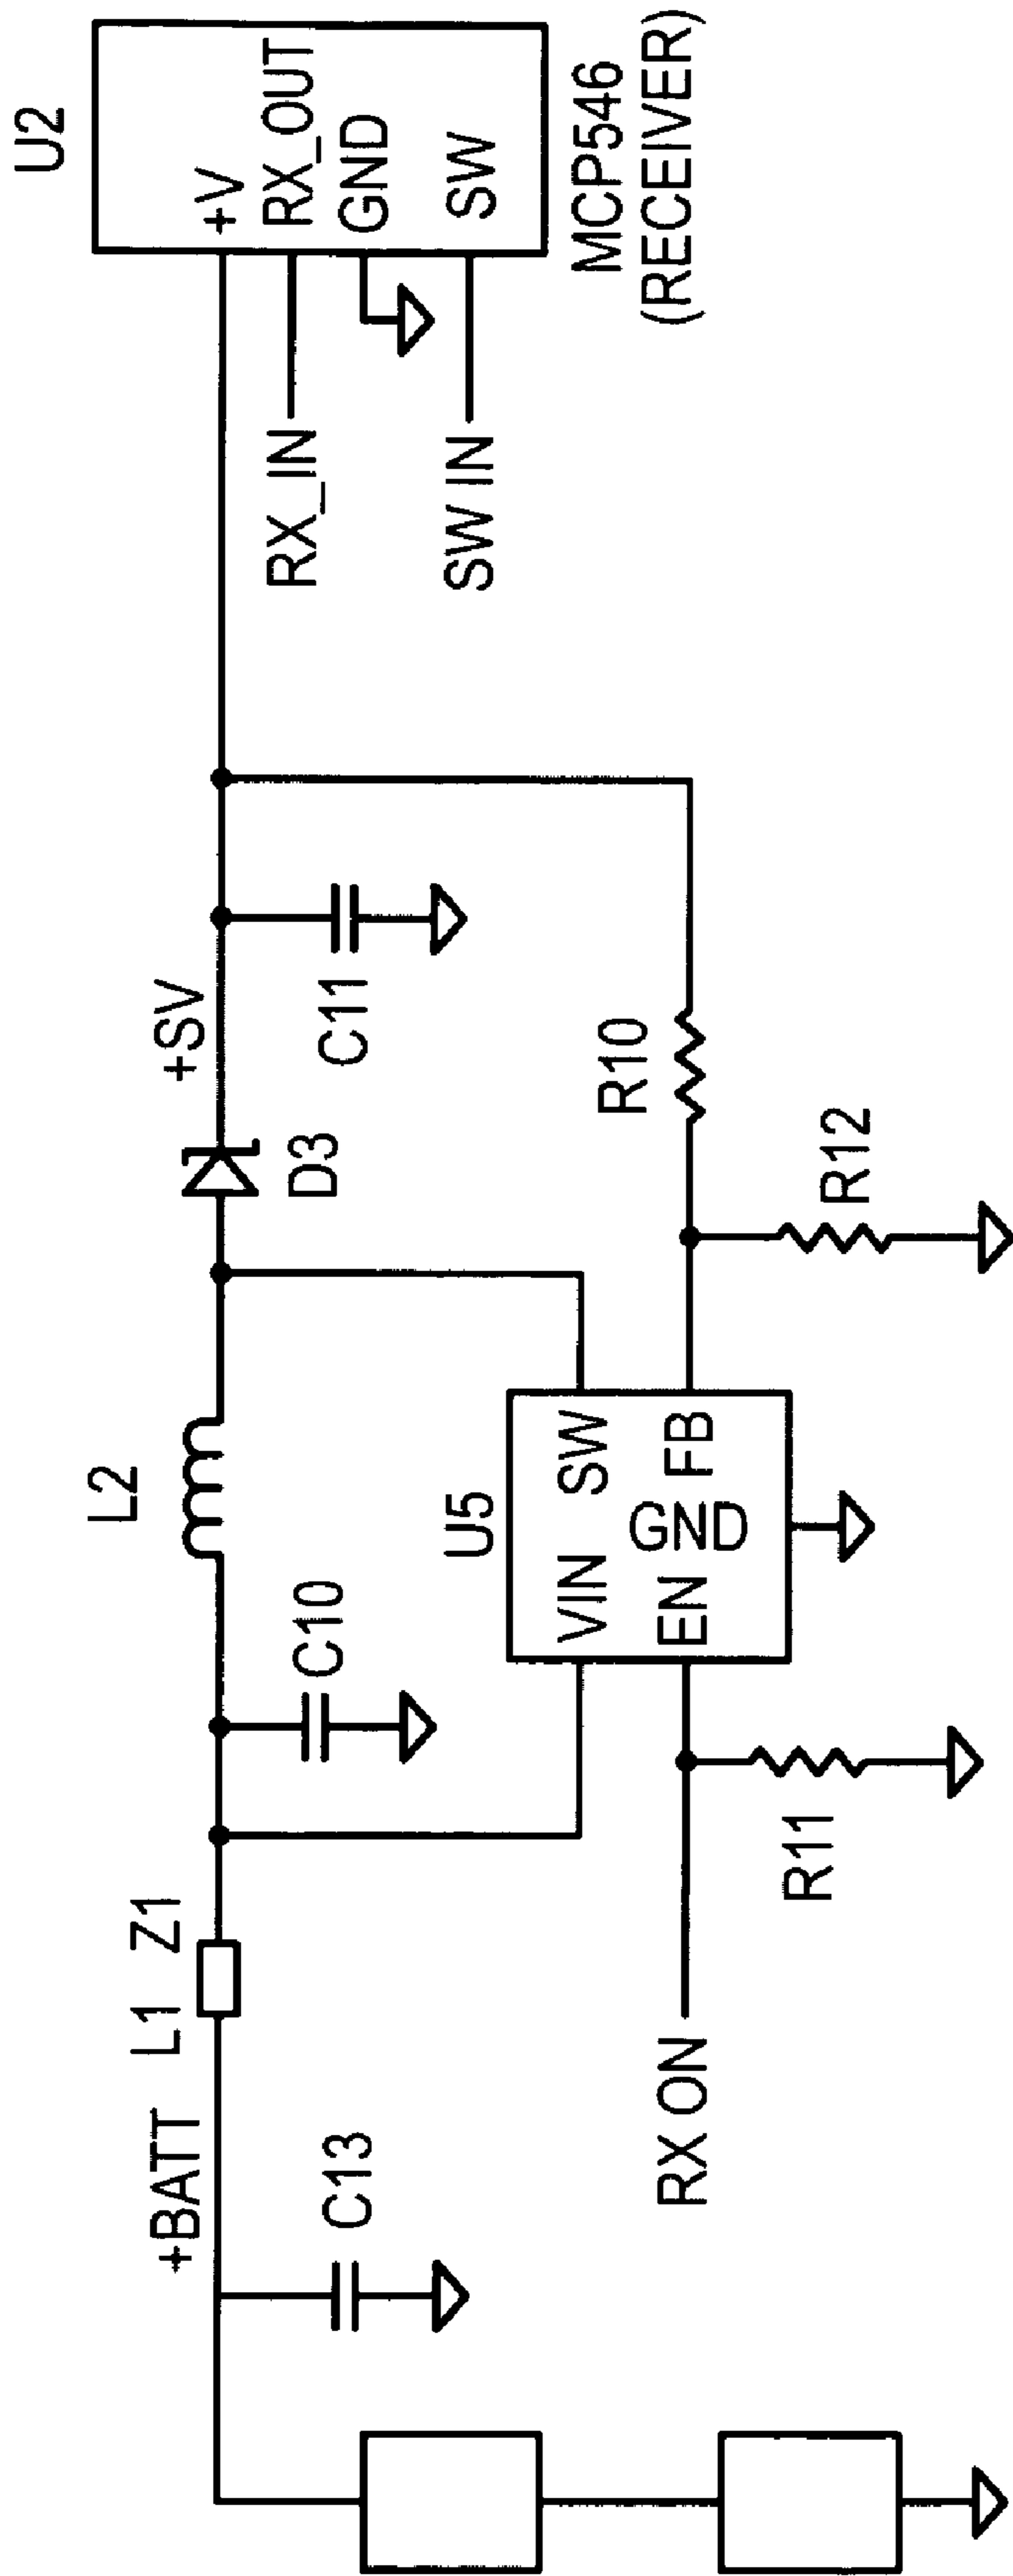 +BATT
C13
L1 Z1
C10
L2
D3
+SV
C11
U2
+V
RX_OUT
GND
SW
RX_IN
SW IN
MCP546
(RECEIVER)
RX ON
R11
U5
VIN SW
EN GND FB
R10
R12